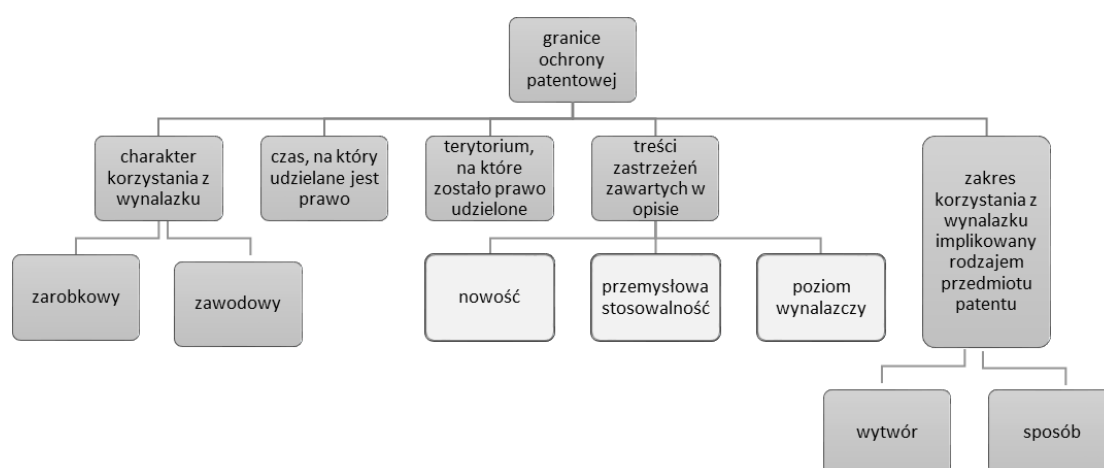 granice
ochrony
patentowej
charakter
korzystania z
wynalazku
czas, na który
udzielane jest
prawo
terytorium,
na które
zostało prawo
udzielone
treści
zastrzeżeń
zawartych w
opisie
zakres
korzystania z
wynalazku
implikowany
rodzajem
przedmiotu
patentu
zarobkowy
zawodowy
nowość
przemysłowa
stosowalność
poziom
wynalazczy
wytwór
sposób